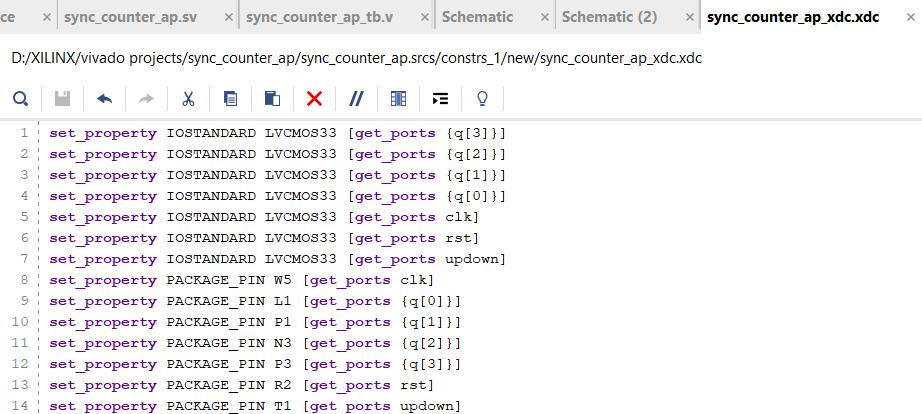 ce × sync_counter_ap.sv × sync_counter_ap_tb.v × Schematic × Schematic (2) × sync_counter_ap_xdc.xdc ×
D:/XILINX/vivado projects/sync_counter_ap/sync_counter_ap.srcs/constrs_1/new/sync_counter_ap_xdc.xdc
1 set_property IOSTANDARD LVCMOS33 [get_ports {q[3]}]
2 set_property IOSTANDARD LVCMOS33 [get_ports {q[2]}]
3 set_property IOSTANDARD LVCMOS33 [get_ports {q[1]}]
4 set_property IOSTANDARD LVCMOS33 [get_ports {q[0]}]
5 set_property IOSTANDARD LVCMOS33 [get_ports clk]
6 set_property IOSTANDARD LVCMOS33 [get_ports rst]
7 set_property IOSTANDARD LVCMOS33 [get_ports updown]
8 set_property PACKAGE_PIN W5 [get_ports clk]
9 set_property PACKAGE_PIN L1 [get_ports {q[0]}]
10 set_property PACKAGE_PIN P1 [get_ports {q[1]}]
11 set_property PACKAGE_PIN N3 [get_ports {q[2]}]
12 set_property PACKAGE_PIN P3 [get_ports {q[3]}]
13 set_property PACKAGE_PIN R2 [get_ports rst]
14 set_property PACKAGE_PIN T1 [get_ports updown]